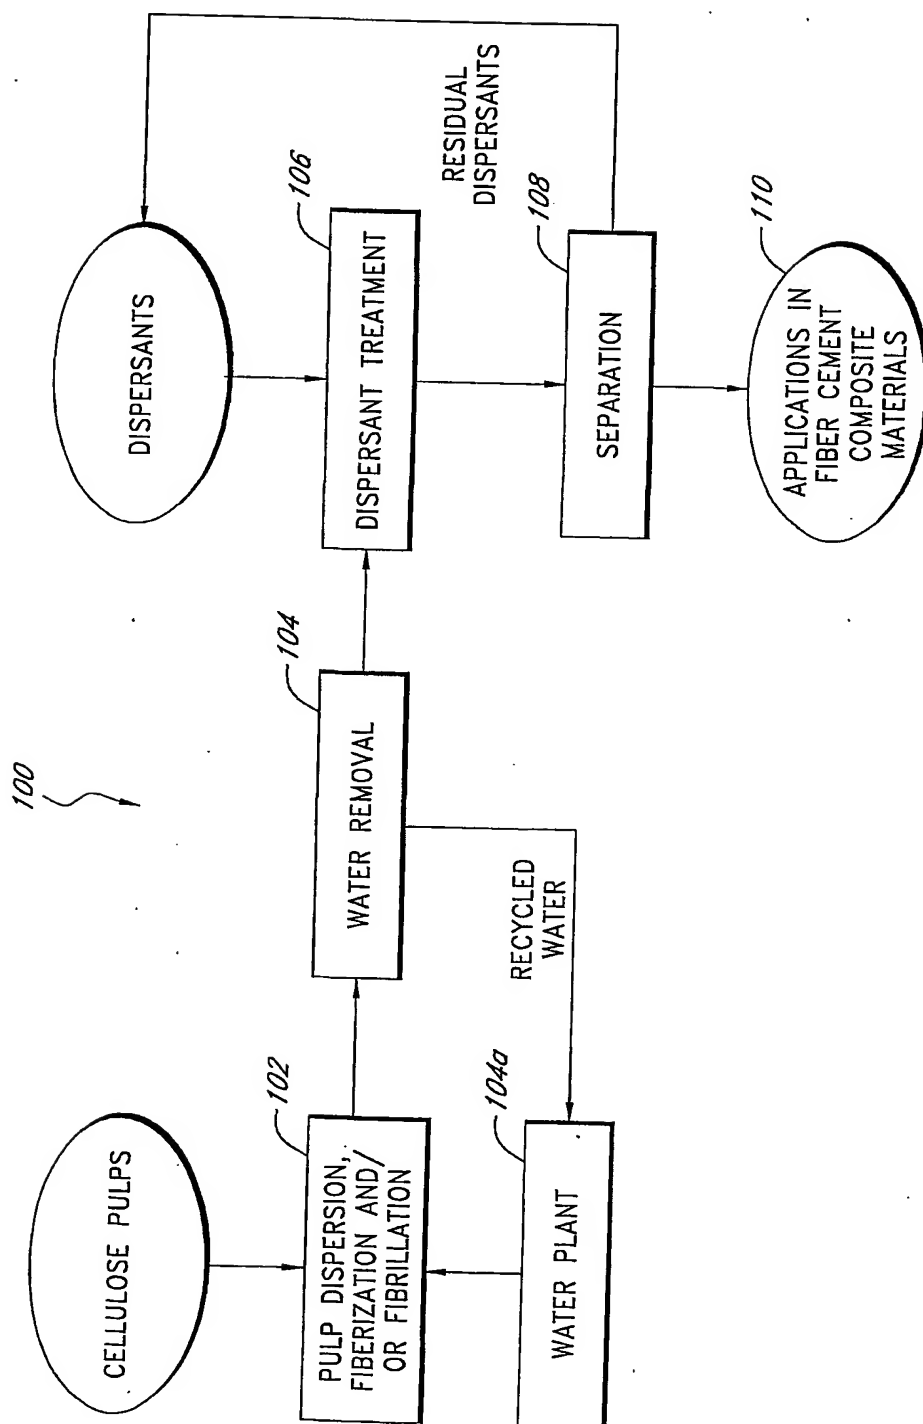 100
CELLULOSE PULPS
102
PULP DISPERSION,
FIBERIZATION AND/
OR FIBRILLATION
104a
WATER PLANT
104
WATER REMOVAL
RECYCLED
WATER
DISPERSANTS
106
DISPERSANT TREATMENT
RESIDUAL
DISPERSANTS
108
SEPARATION
110
APPLICATIONS IN
FIBER CEMENT
COMPOSITE
MATERIALS